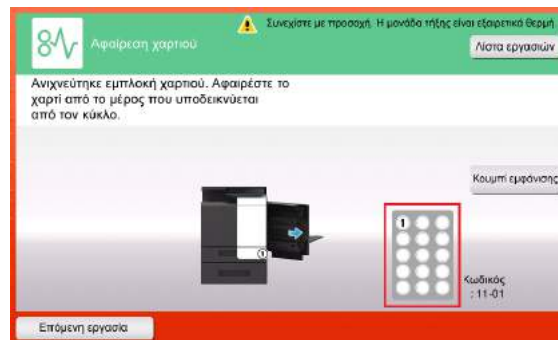 Συνεχίστε με προσοχή. Η μονάδα τήξης είναι εξαιρετικά θερμή.
Αφαίρεση χαρτιού
Λίστα εργασιών
Ανιχνεύτηκε εμπλοκή χαρτιού. Αφαιρέστε το
χαρτί από το μέρος που υποδεικνύεται
από τον κύκλο.
Κουμπί εμφάνισης
1
1
Κωδικός
: 11-01
Επόμενη εργασία